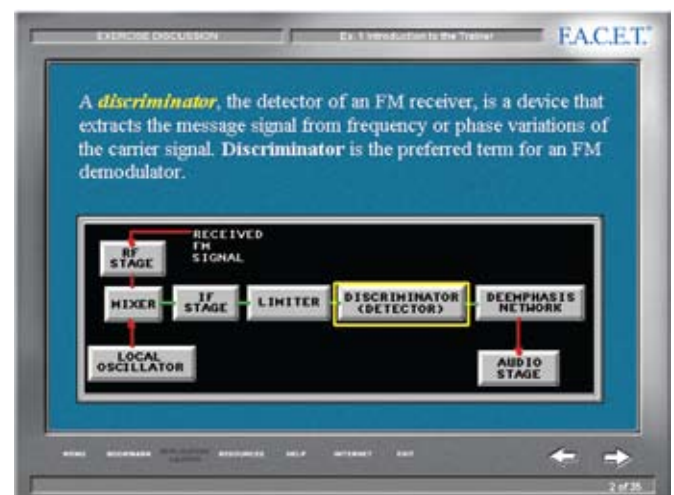 EXERCISE DISCUSSION
Ex. 1 Introduction to the Trainer
F.A.C.E.T.®
A discriminator, the detector of an FM receiver, is a device that
extracts the message signal from frequency or phase variations of
the carrier signal. Discriminator is the preferred term for an FM
demodulator.
RECEIVED
FM
SIGNAL
RF
STAGE
MIXER
IF
STAGE
LIMITER
DISCRIMINATOR
(DETECTOR)
DEEMPHASIS
NETWORK
LOCAL
OSCILLATOR
AUDIO
STAGE
MENU
BOOKMARK
RESOURCES
HELP
INTERNET
EXIT
2 of 35